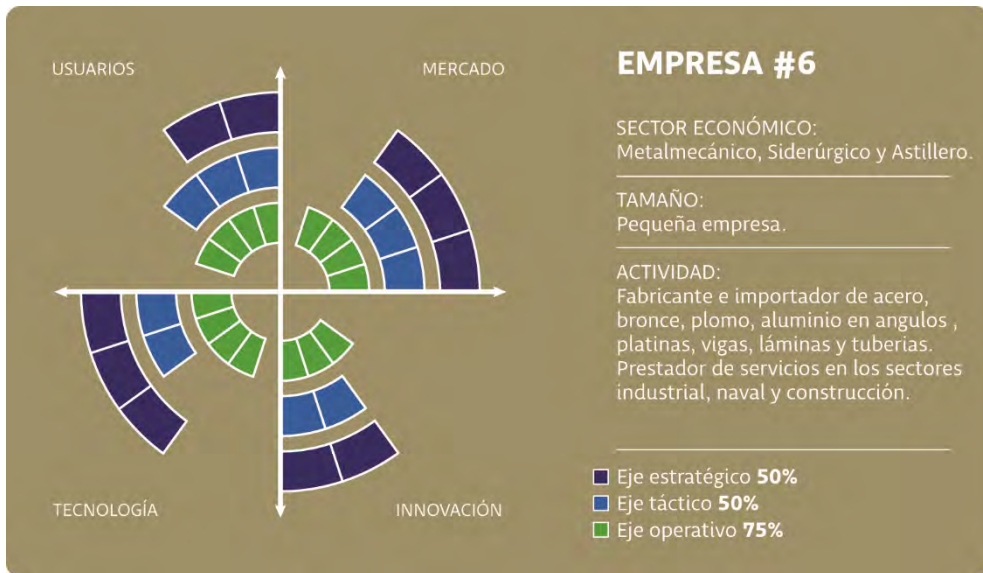 USUARIOS
MERCADO
TECNOLOGÍA
INNOVACIÓN
EMPRESA #6
SECTOR ECONÓMICO:
Metalmecánico, Siderúrgico y Astillero.
TAMAÑO:
Pequeña empresa.
ACTIVIDAD:
Fabricante e importador de acero,
bronce, plomo, aluminio en angulos ,
platinas, vigas, láminas y tuberias.
Prestador de servicios en los sectores
industrial, naval y construcción.
Eje estratégico 50%
Eje táctico 50%
Eje operativo 75%